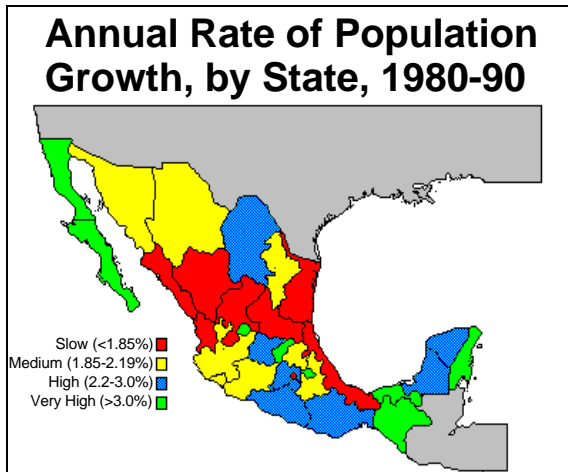 Annual Rate of Population
Growth, by State, 1980-90
Slow (<1.85%)
Medium (1.85-2.19%)
High (2.2-3.0%)
Very High (>3.0%)